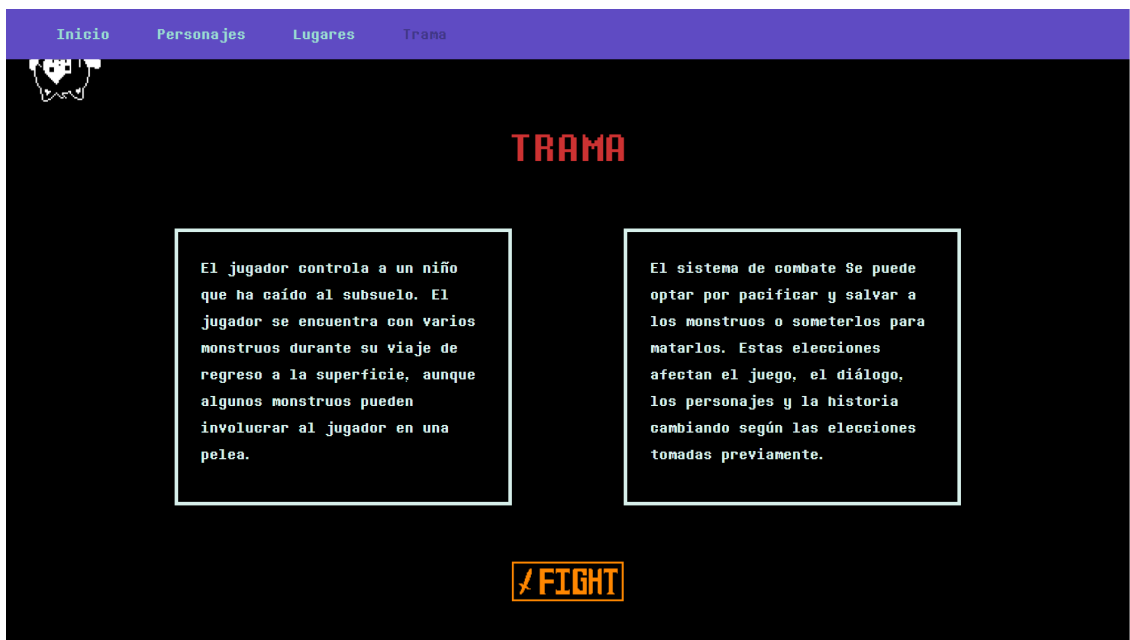 Inicio Personajes Lugares Trama
TRAMA
El jugador controla a un niño
que ha caído al subsuelo. El
jugador se encuentra con varios
monstruos durante su viaje de
regreso a la superficie, aunque
algunos monstruos pueden
involucrar al jugador en una
pelea.
El sistema de combate Se puede
optar por pacificar y salvar a
los monstruos o someterlos para
matarlos. Estas elecciones
afectan el juego, el diálogo,
los personajes y la historia
cambiando según las elecciones
tomadas previamente.
FIGHT